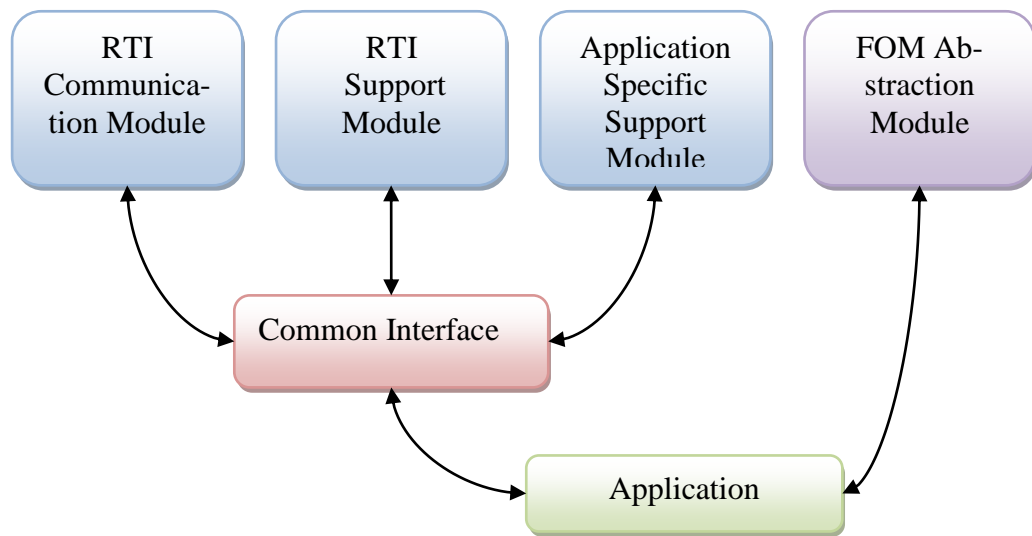 RTI
Communica-
tion Module
RTI
Support
Module
Application
Specific
Support
Module
FOM Ab-
straction
Module
Common Interface
Application